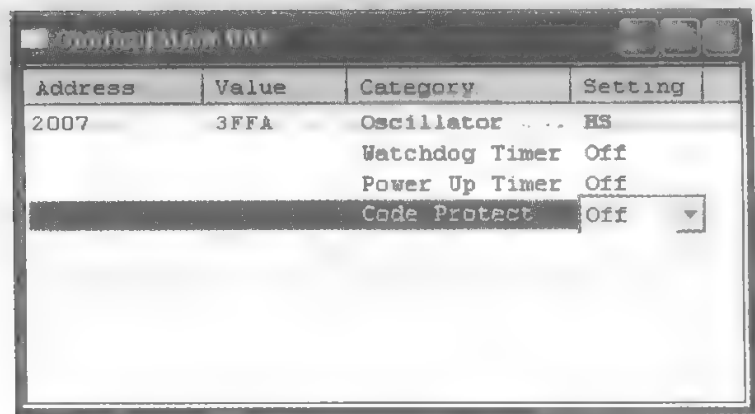 Address Value Category Setting
2007 3FFA Oscillator HS
Watchdog Timer Off
Power Up Timer Off
Code Protect Off